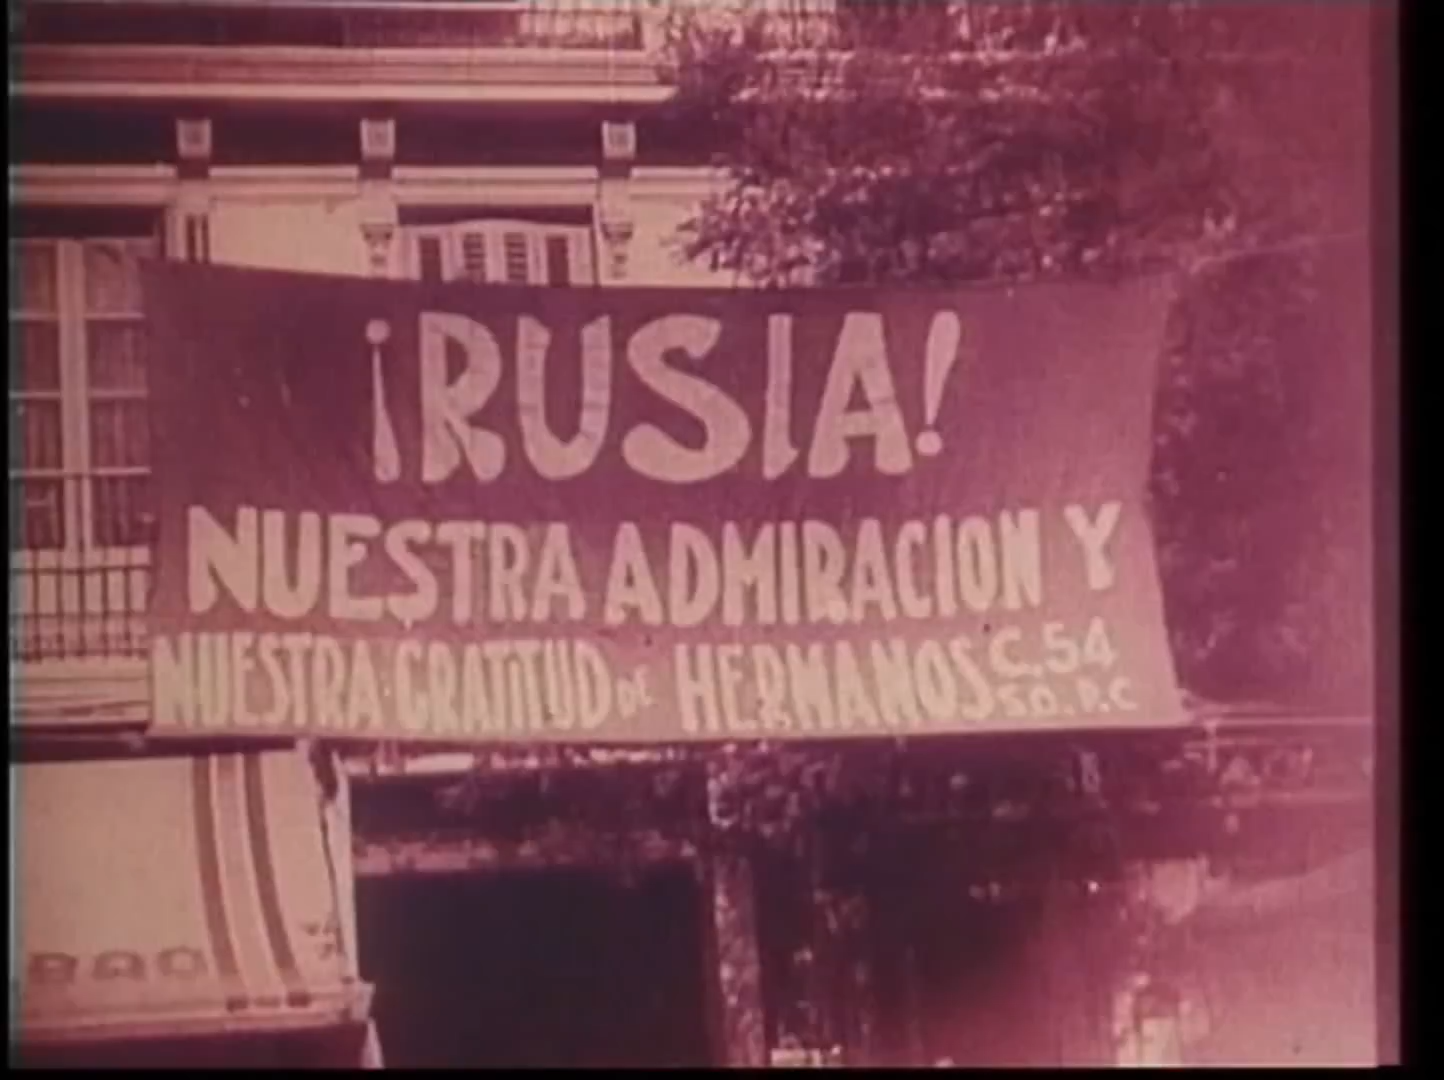 ¡RUSIA!
NUESTRA ADMIRACION Y
NUESTRA GRATITUD DE HERMANOS C.54
S.O.P.C